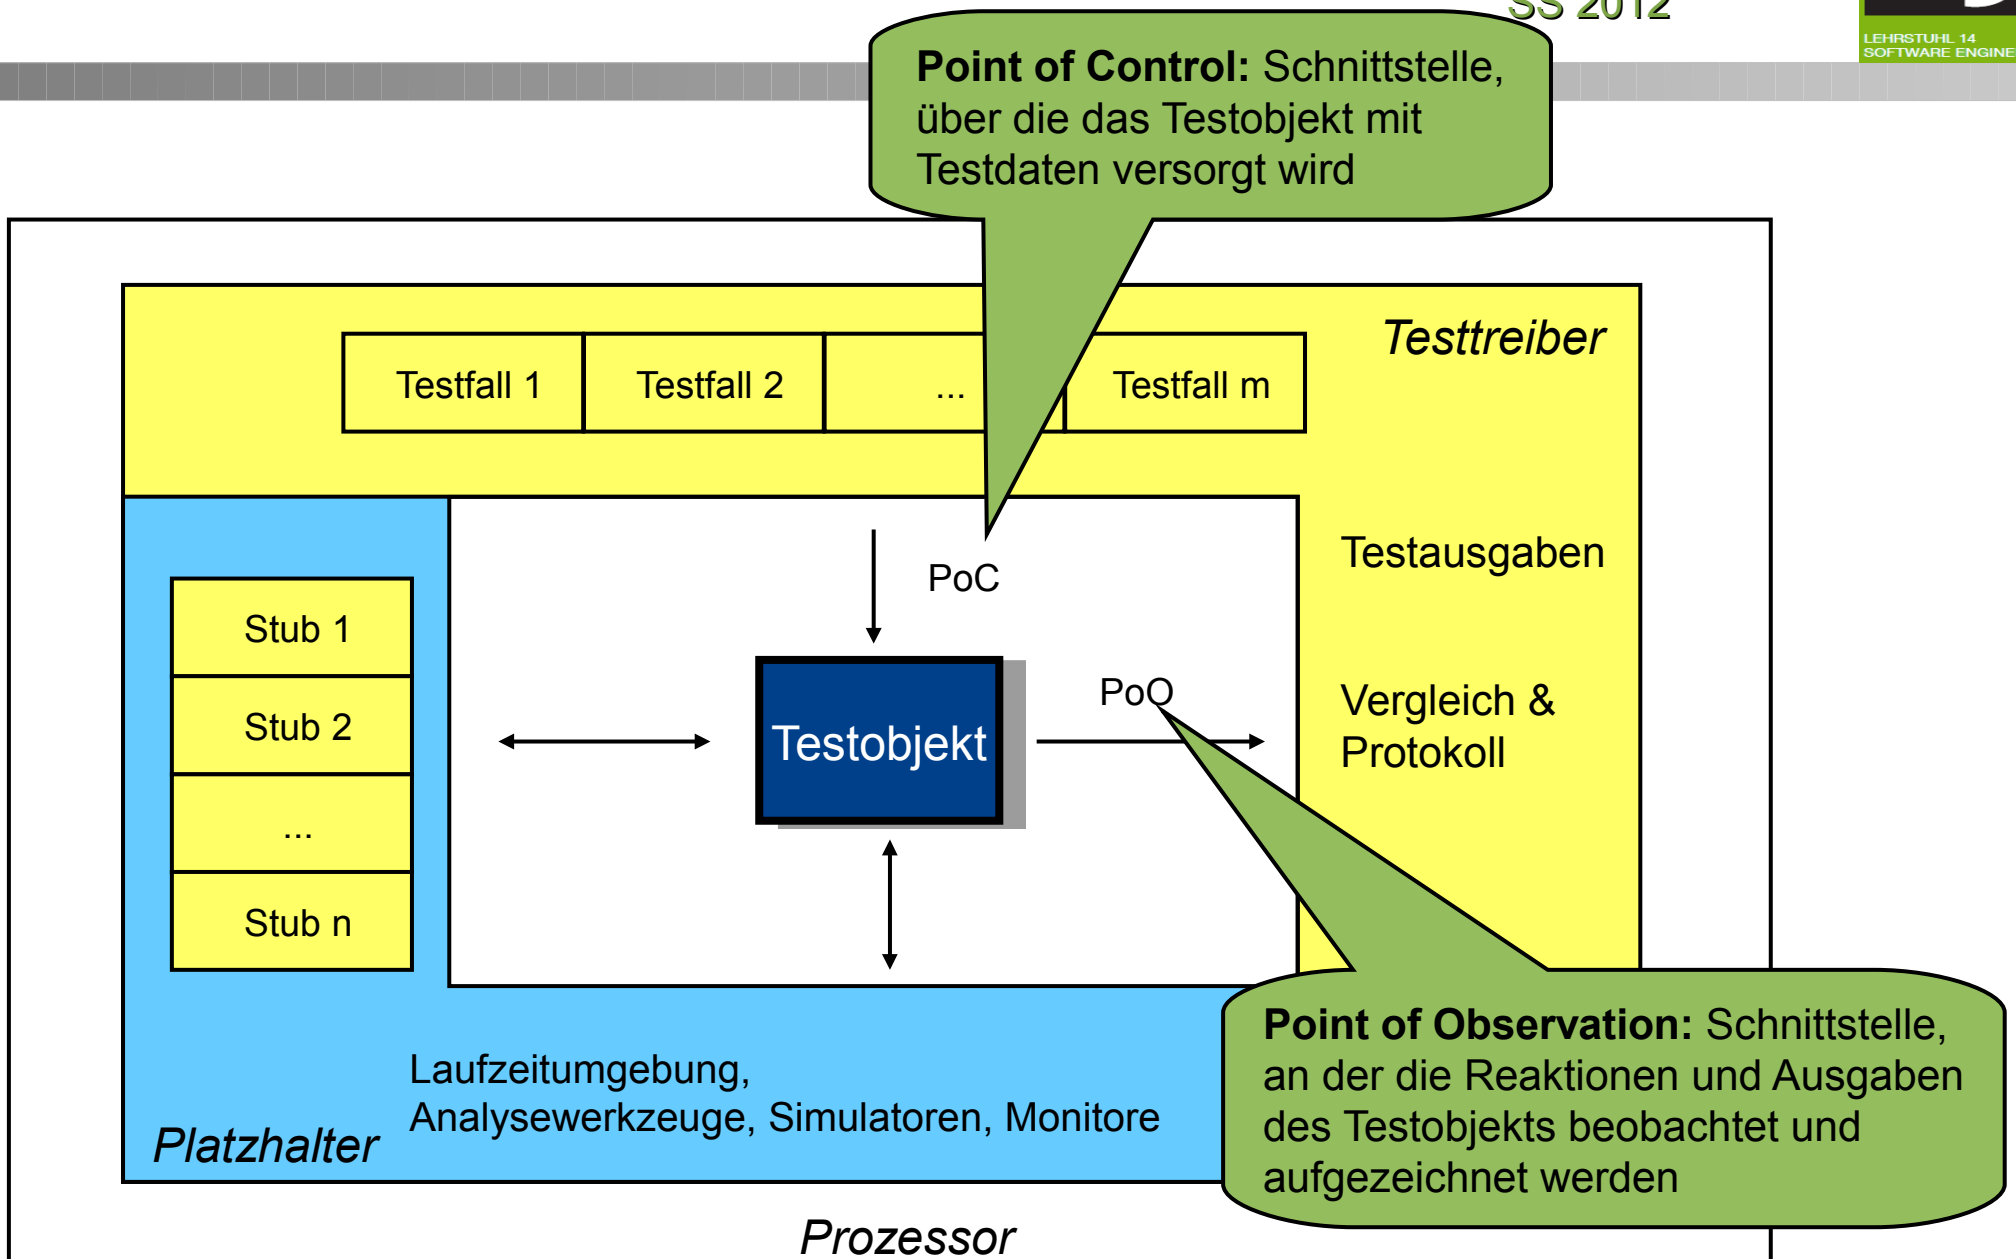 SS 2012
LEHRSTUHL 14
SOFTWARE ENGINE
Point of Control: Schnittstelle,
über die das Testobjekt mit
Testdaten versorgt wird
Testtreiber
Testfall 1
Testfall 2
...
Testfall m
PoC
Testausgaben
Stub 1
Stub 2
...
Stub n
Testobjekt
PoO
Vergleich &
Protokoll
Point of Observation: Schnittstelle,
an der die Reaktionen und Ausgaben
des Testobjekts beobachtet und
aufgezeichnet werden
Laufzeitumgebung,
Analysewerkzeuge, Simulatoren, Monitore
Platzhalter
Prozessor